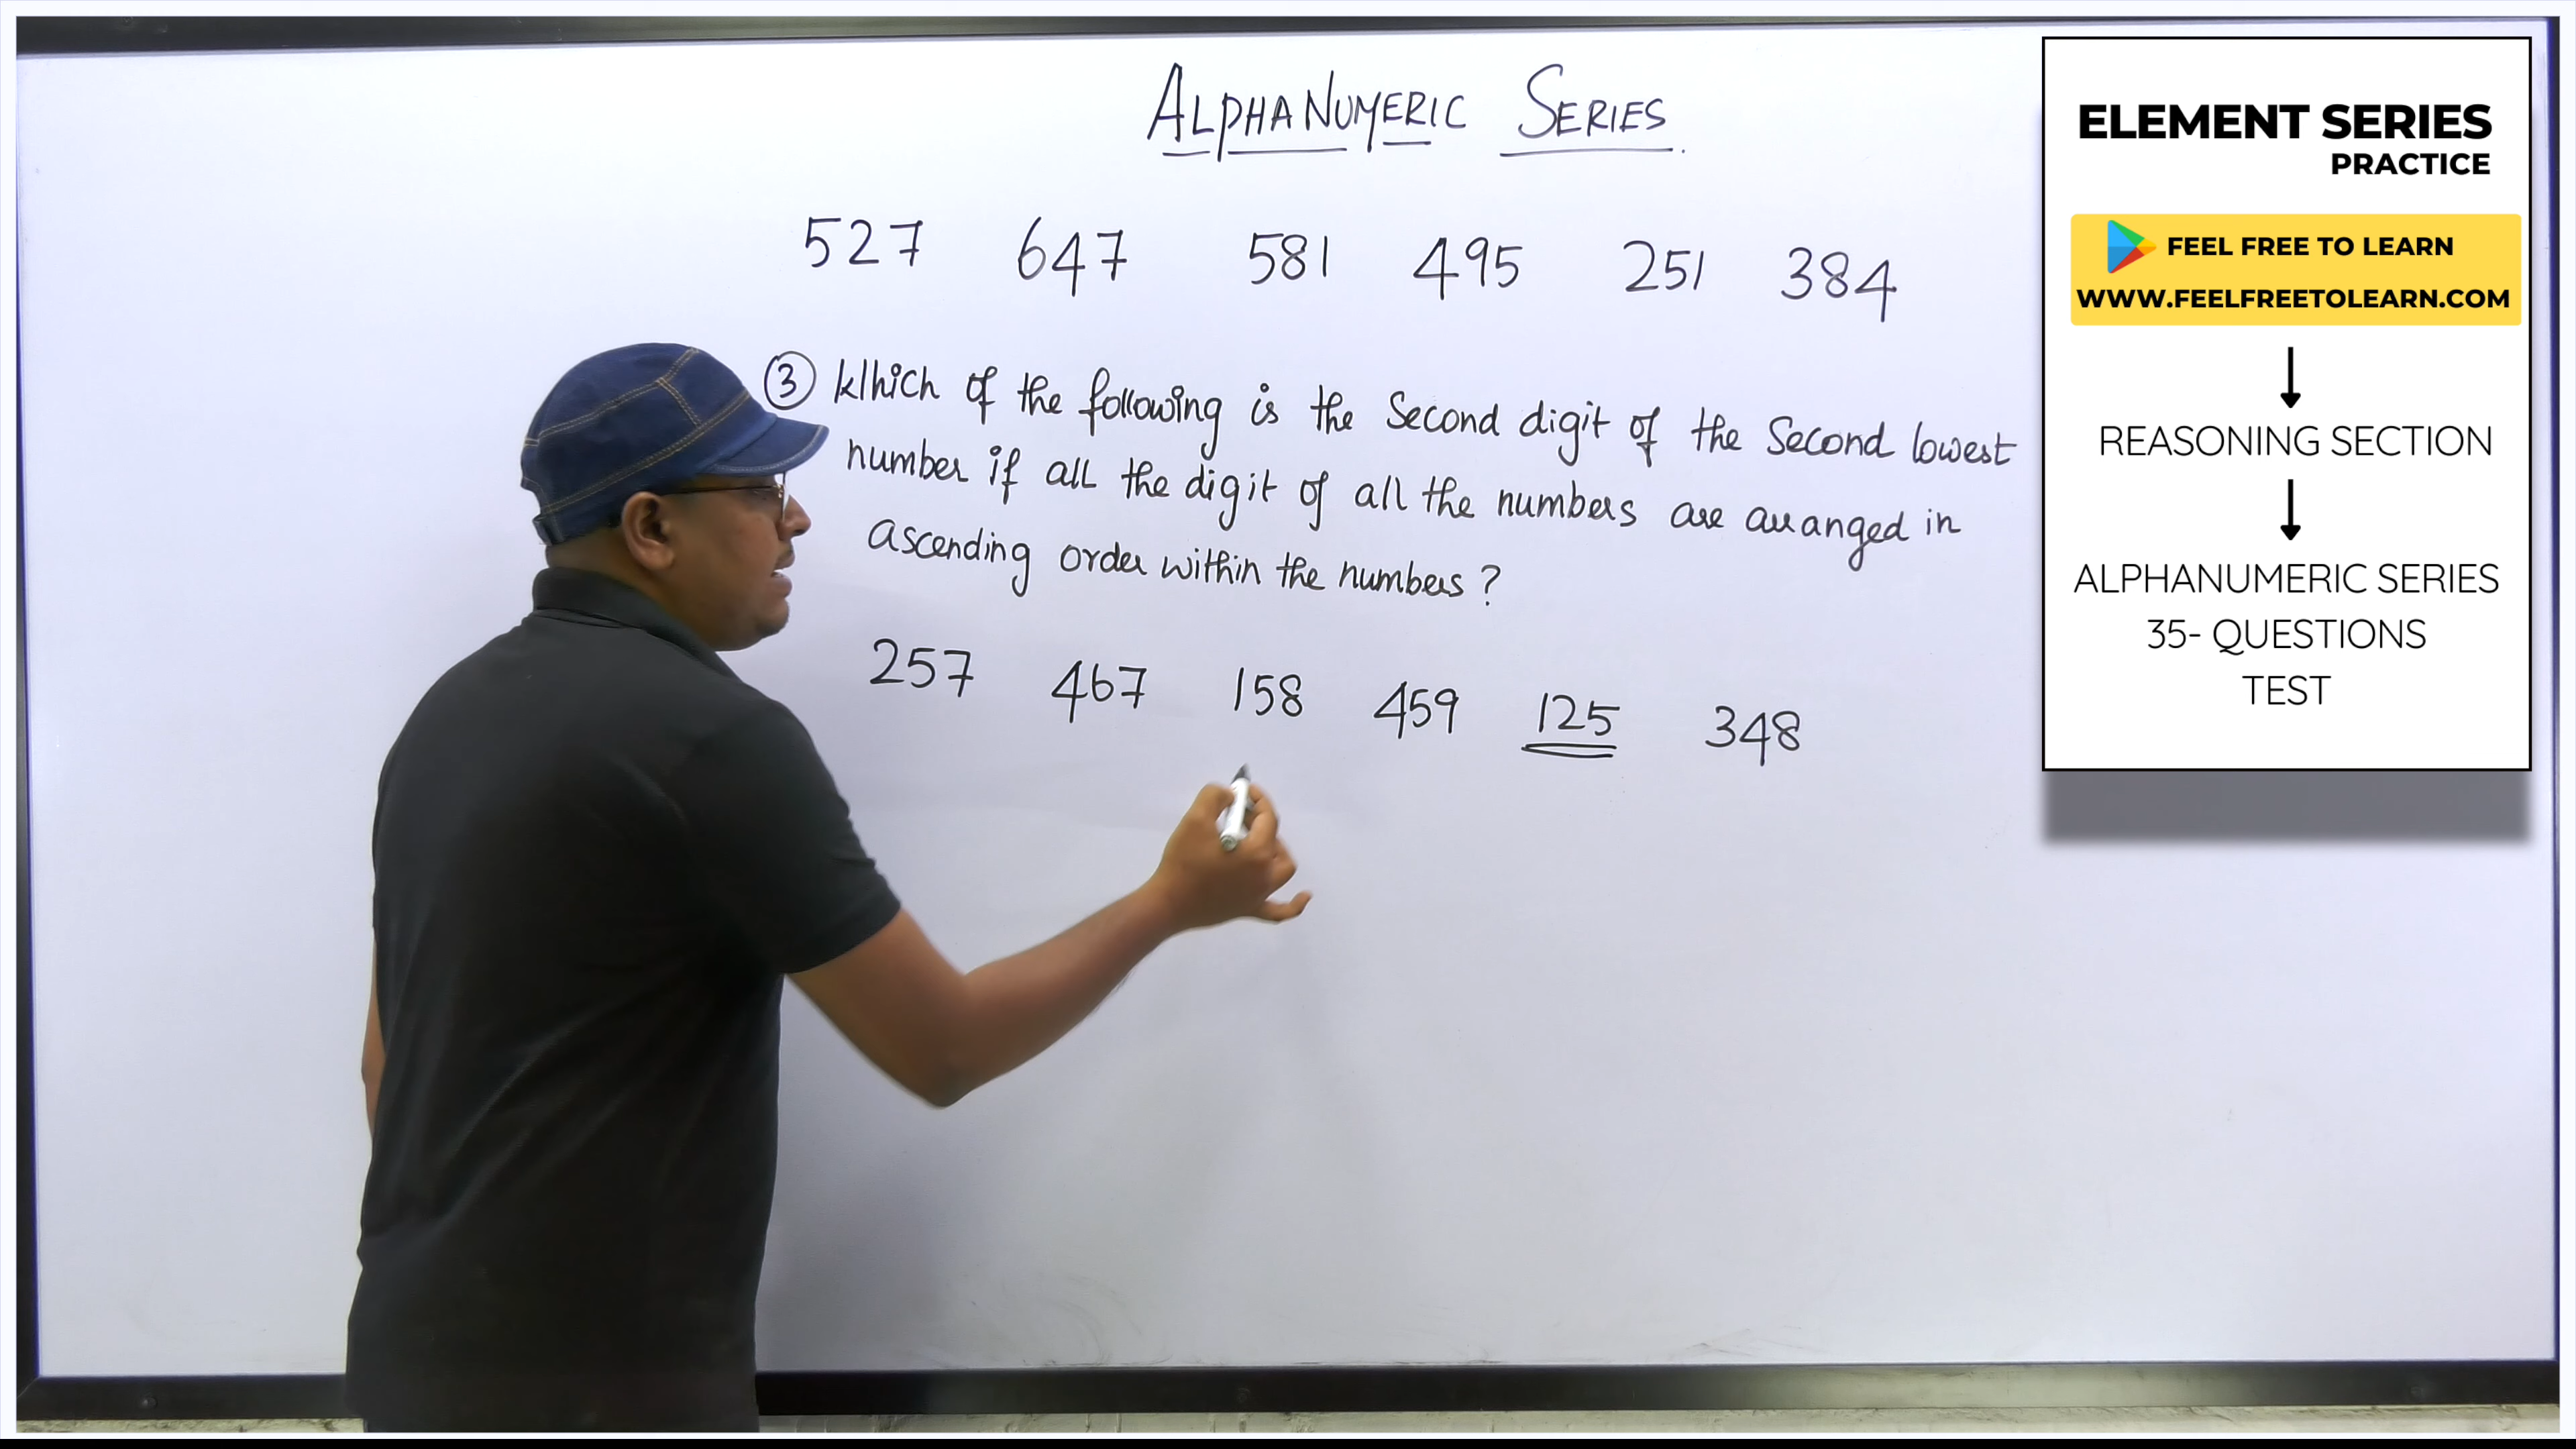 ALPHANUMERIC SERIES.
527 647 581 495 251 384
③ Which of the following is the Second digit of the Second lowest
number if all the digit of all the numbers are arranged in
ascending order within the numbers?
257 467 158 459 125 348
ELEMENT SERIES
PRACTICE
FEEL FREE TO LEARN
WWW.FEELFREETOLEARN.COM
REASONING SECTION
ALPHANUMERIC SERIES
35- QUESTIONS
TEST